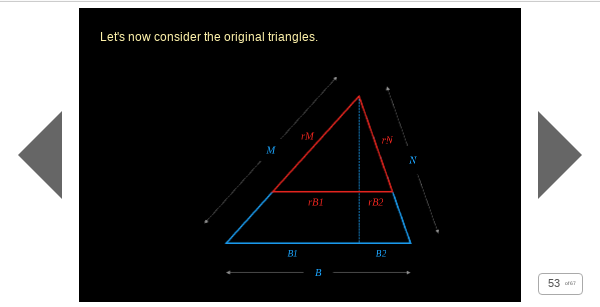 Let's now consider the original triangles.
rM
rN
M
N
rB1
rB2
B1
B2
B
53 of 67